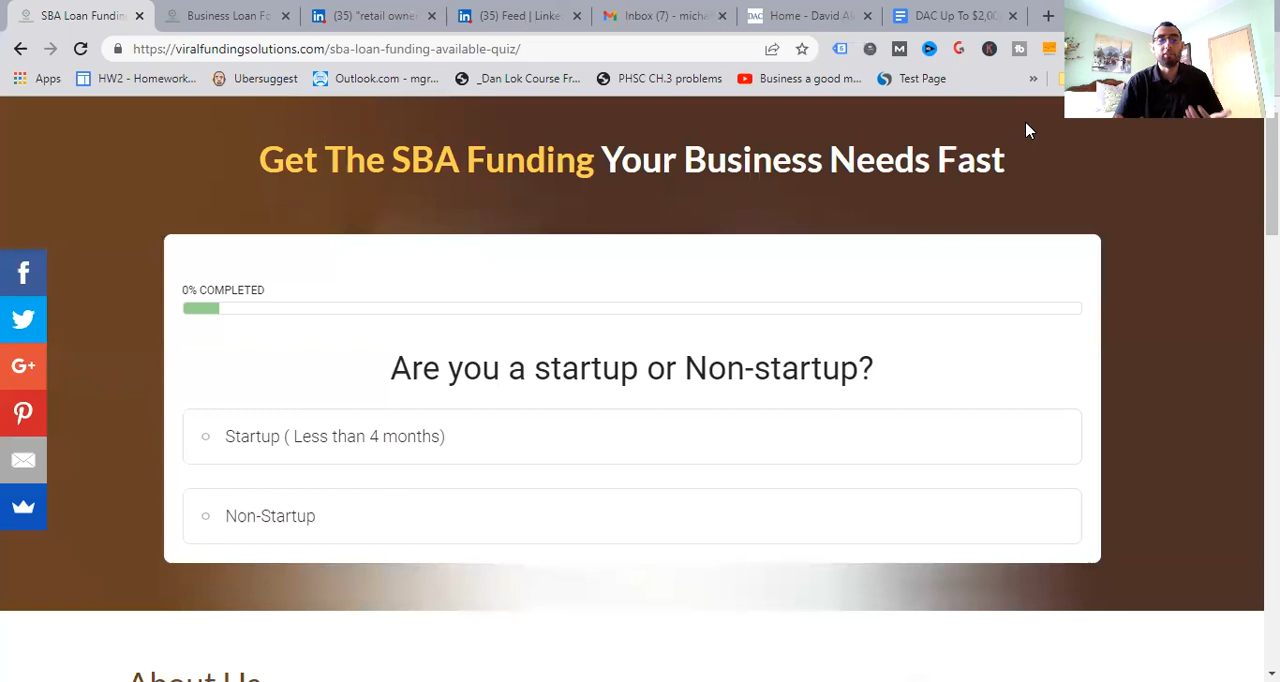 SBA Loan Fundin
Business Loan Fo
(35) "retail owner
(35) Feed | Linke
Inbox (7) - micha
Home - David Al
DAC Up To $2,00
https://viralfundingsolutions.com/sba-loan-funding-available-quiz/
Apps
HW2 - Homework...
Ubersuggest
Outlook.com - mgr...
_Dan Lok Course Fr...
PHSC CH.3 problems
Business a good m...
Test Page
Get The SBA Funding Your Business Needs Fast
0% COMPLETED
Are you a startup or Non-startup?
Startup ( Less than 4 months)
Non-Startup
About Us